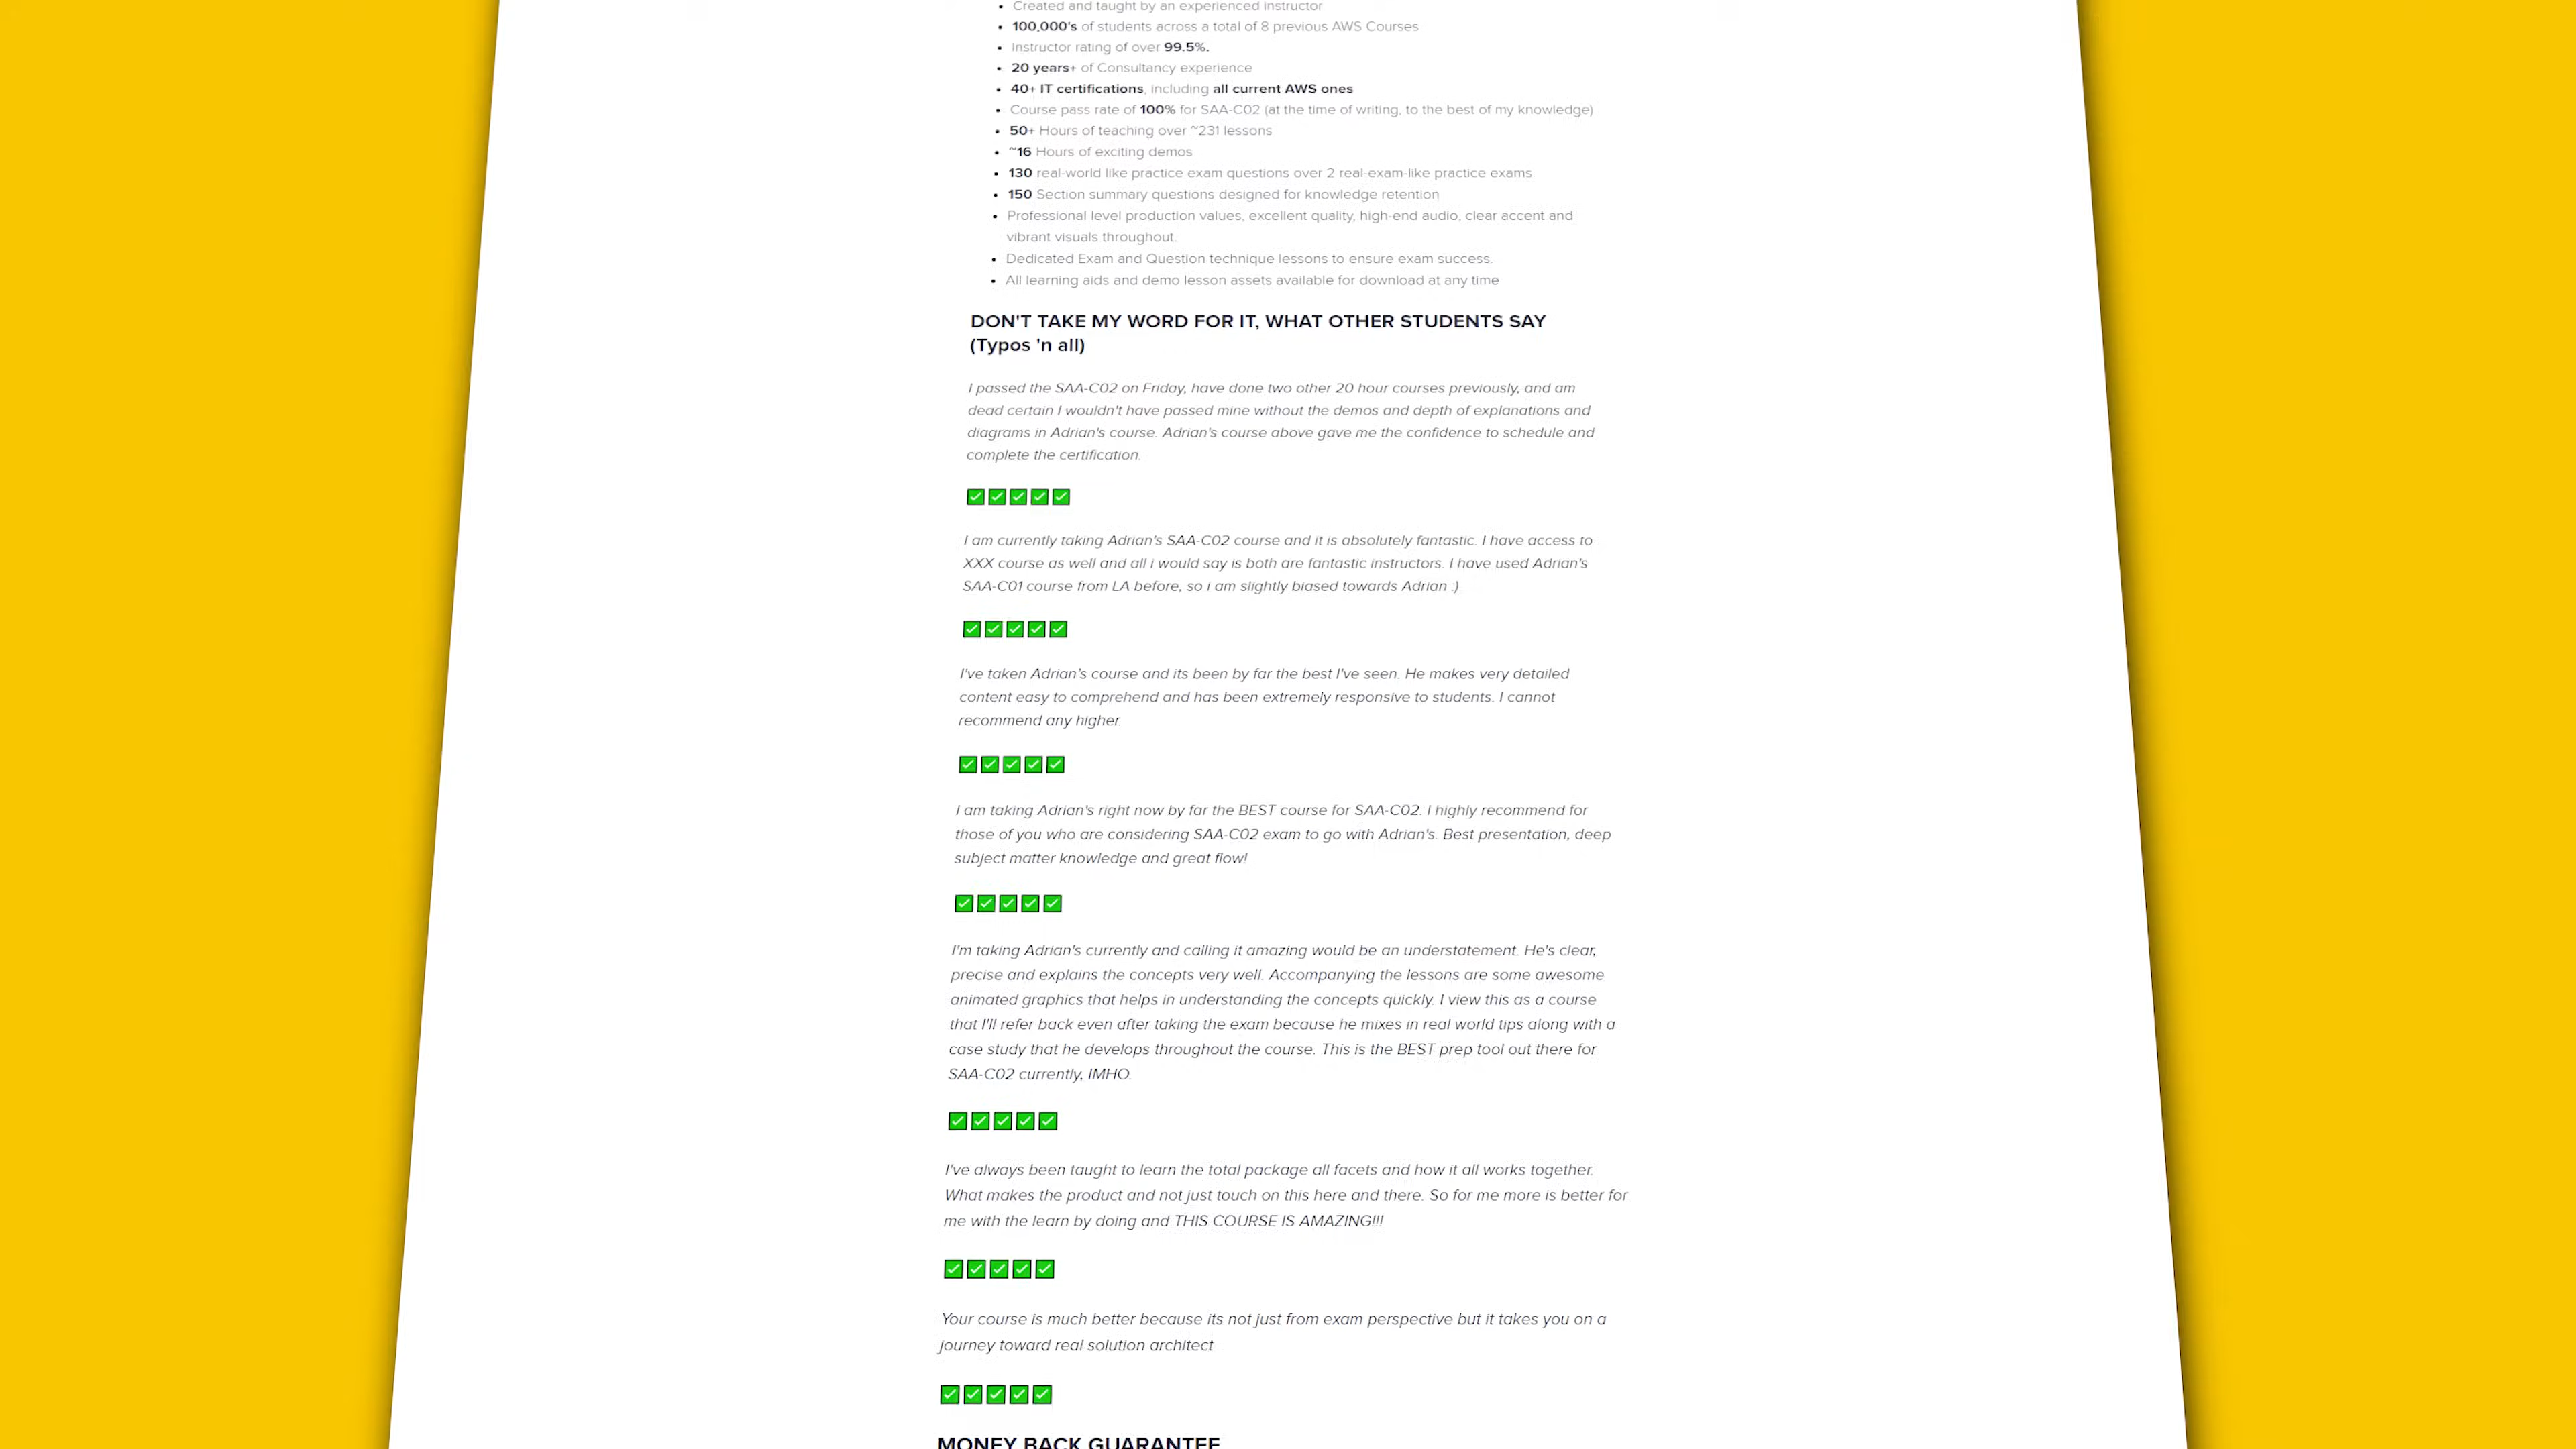 Created and taught by an experienced instructor
100,000's of students across a total of 8 previous AWS Courses
Instructor rating of over 99.5%.
20 years+ of Consultancy experience
40+ IT certifications, including all current AWS ones
Course pass rate of 100% for SAA-C02 (at the time of writing, to the best of my knowledge)
50+ Hours of teaching over ~231 lessons
~16 Hours of exciting demos
130 real-world like practice exam questions over 2 real-exam-like practice exams
150 Section summary questions designed for knowledge retention
Professional level production values, excellent quality, high-end audio, clear accent and
vibrant visuals throughout.
Dedicated Exam and Question technique lessons to ensure exam success.
All learning aids and demo lesson assets available for download at any time
DON'T TAKE MY WORD FOR IT, WHAT OTHER STUDENTS SAY
(Typos 'n all)
I passed the SAA-C02 on Friday, have done two other 20 hour courses previously, and am
dead certain I wouldn't have passed mine without the demos and depth of explanations and
diagrams in Adrian's course. Adrian's course above gave me the confidence to schedule and
complete the certification.
I am currently taking Adrian's SAA-C02 course and it is absolutely fantastic. I have access to
XXX course as well and all i would say is both are fantastic instructors. I have used Adrian's
SAA-C01 course from LA before, so i am slightly biased towards Adrian :)
I've taken Adrian's course and its been by far the best I've seen. He makes very detailed
content easy to comprehend and has been extremely responsive to students. I cannot
recommend any higher.
I am taking Adrian's right now by far the BEST course for SAA-C02. I highly recommend for
those of you who are considering SAA-C02 exam to go with Adrian's. Best presentation, deep
subject matter knowledge and great flow!
I'm taking Adrian's currently and calling it amazing would be an understatement. He's clear,
precise and explains the concepts very well. Accompanying the lessons are some awesome
animated graphics that helps in understanding the concepts quickly. I view this as a course
that I'll refer back even after taking the exam because he mixes in real world tips along with a
case study that he develops throughout the course. This is the BEST prep tool out there for
SAA-C02 currently, IMHO.
I've always been taught to learn the total package all facets and how it all works together.
What makes the product and not just touch on this here and there. So for me more is better for
me with the learn by doing and THIS COURSE IS AMAZING!!!
Your course is much better because its not just from exam perspective but it takes you on a
journey toward real solution architect
MONEY BACK GUARANTEE